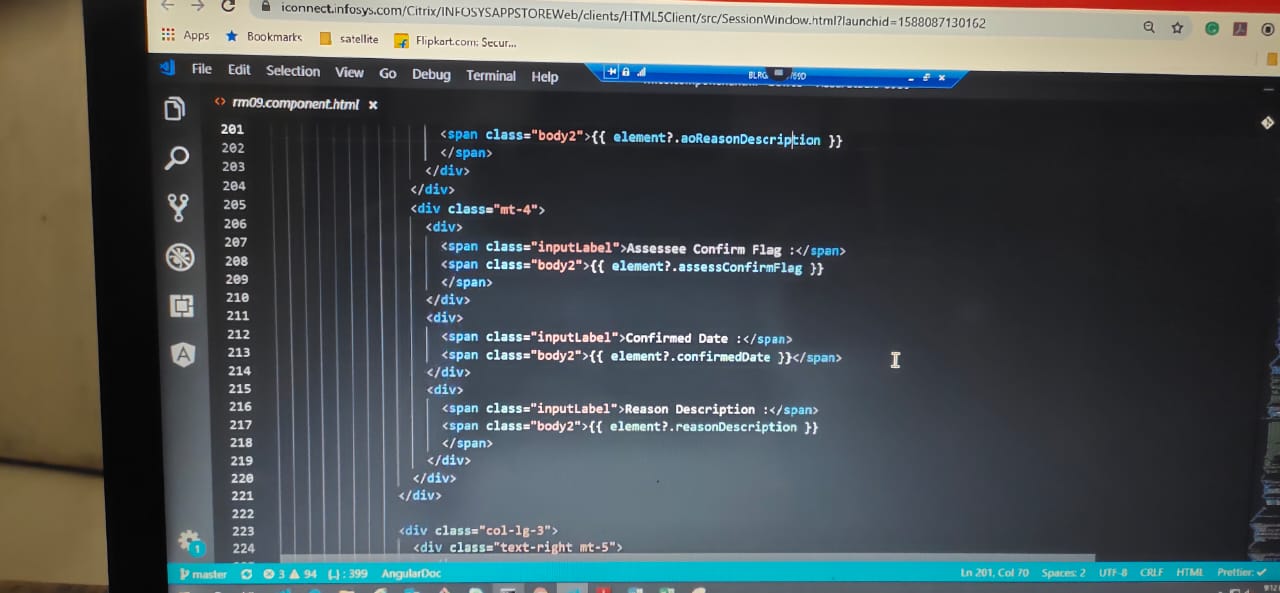 iconnect.infosys.com/Citrix/INFOSYSAPPSTOREWeb/clients/HTML5Client/src/SessionWindow.html?launchid=1588087130162
Apps Bookmarks satellite Flipkart.com: Secur...
File Edit Selection View Go Debug Terminal Help
rm09.component.html ×
201 <span class="body2">{{ element?.aoReasonDescription }}
202 </span>
203 </div>
204 </div>
205 <div class="mt-4">
206 <div>
207 <span class="inputLabel">Assessee Confirm Flag :</span>
208 <span class="body2">{{ element?.assessConfirmFlag }}
209 </span>
210 </div>
211 <div>
212 <span class="inputLabel">Confirmed Date :</span>
213 <span class="body2">{{ element?.confirmedDate }}</span>
214 </div>
215 <div>
216 <span class="inputLabel">Reason Description :</span>
217 <span class="body2">{{ element?.reasonDescription }}
218 </span>
219 </div>
220 </div>
221 </div>
222
223 <div class="col-lg-3">
224 <div class="text-right mt-5">
1
master 3 94 {..} : 399 AngularDoc Ln 201, Col 70 Spaces: 2 UTF-8 CRLF HTML Prettier: ✓